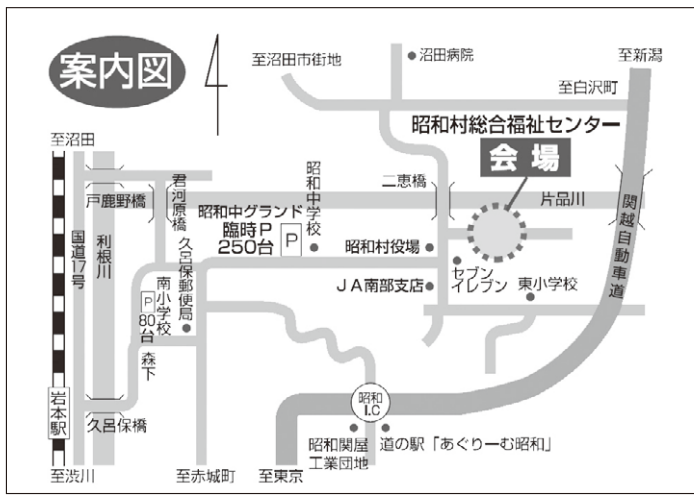 案内図
至沼田市街地
沼田病院
至新潟
至白沢町
昭和村総合福祉センター
会場
至沼田
戸鹿野橋
君河原橋
昭和中グランド
臨時P
250台
P
昭和中学校
二恵橋
片品川
関越自動車道
国道17号
利根川
久呂保郵便局
南小学校
P
80台
昭和村役場
セブン
イレブン
JA南部支店
東小学校
森下
岩本駅
久呂保橋
昭和
I.C
昭和関屋
工業団地
道の駅「あぐりーむ昭和」
至渋川
至赤城町
至東京